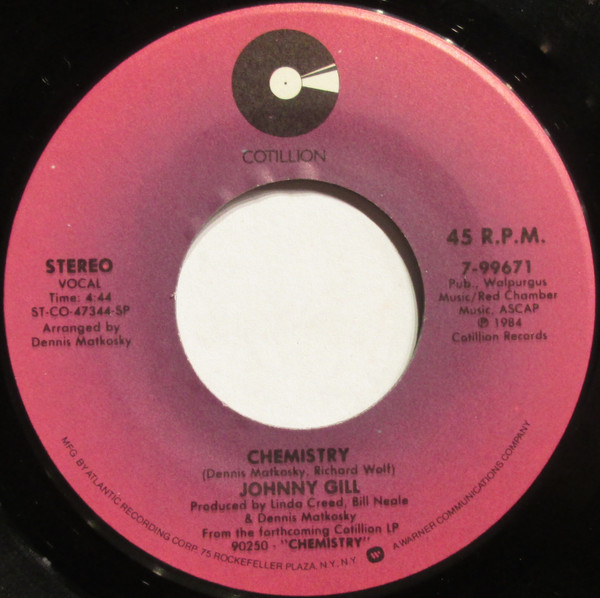 COTILLION
STEREO
VOCAL
Time: 4:44
ST-CO-47344-SP
Arranged by
Dennis Matkosky
45 R.P.M.
7-99671
Pub., Walpurgus
Music/Red Chamber
Music, ASCAP
℗ 1984
Cotillion Records
CHEMISTRY
(Dennis Matkosky, Richard Wolf)
JOHNNY GILL
Produced by Linda Creed, Bill Neale
& Dennis Matkosky
From the forthcoming Cotillion LP
90250 - "CHEMISTRY"
MFG. BY ATLANTIC RECORDING CORP. 75 ROCKEFELLER PLAZA, N.Y., N.Y. W A WARNER COMMUNICATIONS COMPANY